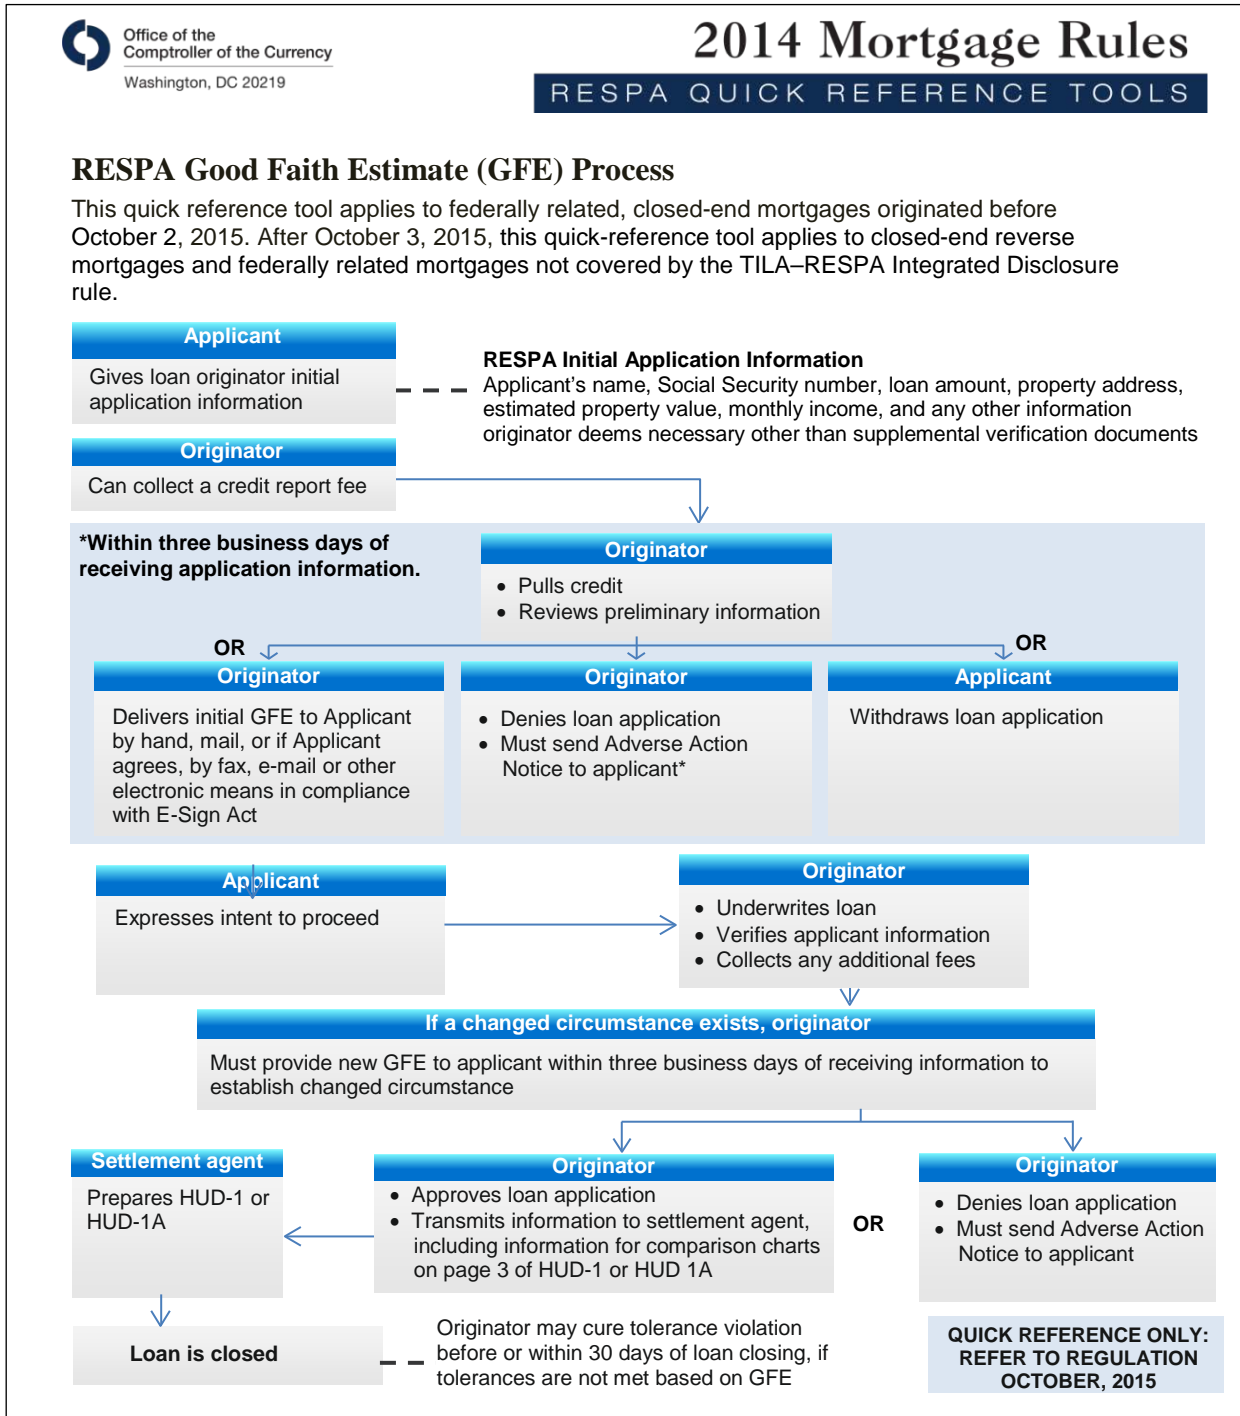 Office of the
Comptroller of the Currency
Washington, DC 20219
2014 Mortgage Rules
RESPA QUICK REFERENCE TOOLS
RESPA Good Faith Estimate (GFE) Process
This quick reference tool applies to federally related, closed-end mortgages originated before
October 2, 2015. After October 3, 2015, this quick-reference tool applies to closed-end reverse
mortgages and federally related mortgages not covered by the TILA–RESPA Integrated Disclosure
rule.
Applicant
Gives loan originator initial
application information
RESPA Initial Application Information
Applicant's name, Social Security number, loan amount, property address,
estimated property value, monthly income, and any other information
originator deems necessary other than supplemental verification documents
Originator
Can collect a credit report fee
*Within three business days of
receiving application information.
Originator
• Pulls credit
• Reviews preliminary information
OR
OR
Originator
Delivers initial GFE to Applicant
by hand, mail, or if Applicant
agrees, by fax, e-mail or other
electronic means in compliance
with E-Sign Act
Originator
• Denies loan application
• Must send Adverse Action
Notice to applicant*
Applicant
Withdraws loan application
Applicant
Expresses intent to proceed
Originator
• Underwrites loan
• Verifies applicant information
• Collects any additional fees
If a changed circumstance exists, originator
Must provide new GFE to applicant within three business days of receiving information to
establish changed circumstance
Settlement agent
Prepares HUD-1 or
HUD-1A
Originator
• Approves loan application
• Transmits information to settlement agent,
including information for comparison charts
on page 3 of HUD-1 or HUD 1A
OR
Originator
• Denies loan application
• Must send Adverse Action
Notice to applicant
Loan is closed
Originator may cure tolerance violation
before or within 30 days of loan closing, if
tolerances are not met based on GFE
QUICK REFERENCE ONLY:
REFER TO REGULATION
OCTOBER, 2015